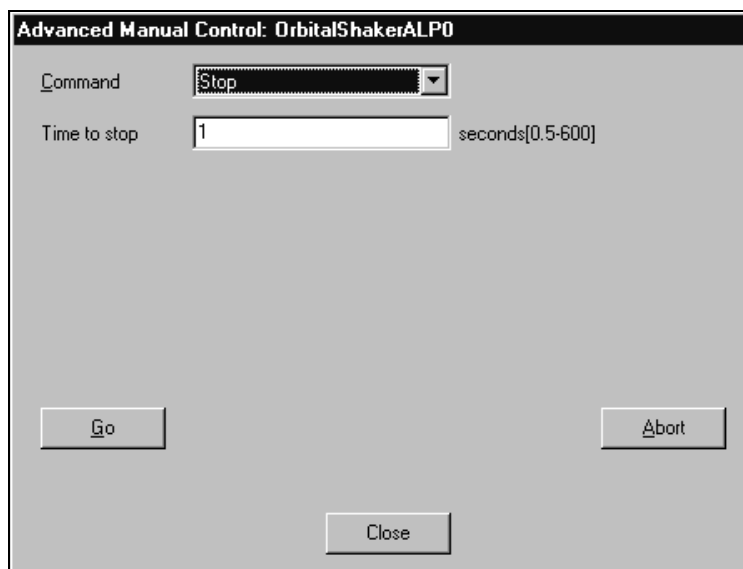 Advanced Manual Control: OrbitalShakerALP0
Command Stop
Time to stop 1 seconds[0.5-600]
Go Abort
Close